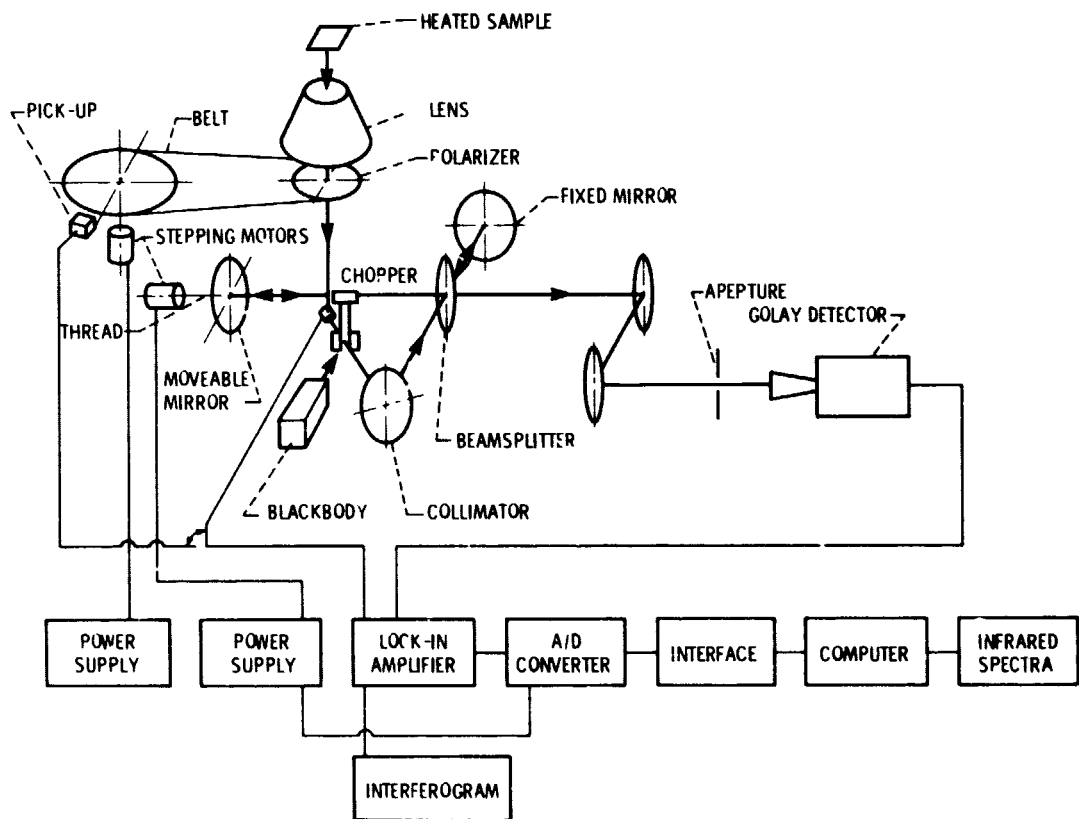 HEATED SAMPLE
PICK-UP
BELT
LENS
POLARIZER
FIXED MIRROR
STEPPING MOTORS
CHOPPER
APEPTURE
GOLAY DETECTOR
THREAD
MOVEABLE
MIRROR
BEAMSPLITTER
BLACKBODY
COLLIMATOR
POWER
SUPPLY
POWER
SUPPLY
LOCK-IN
AMPLIFIER
A/D
CONVERTER
INTERFACE
COMPUTER
INFRARED
SPECTRA
INTERFEROGRAM